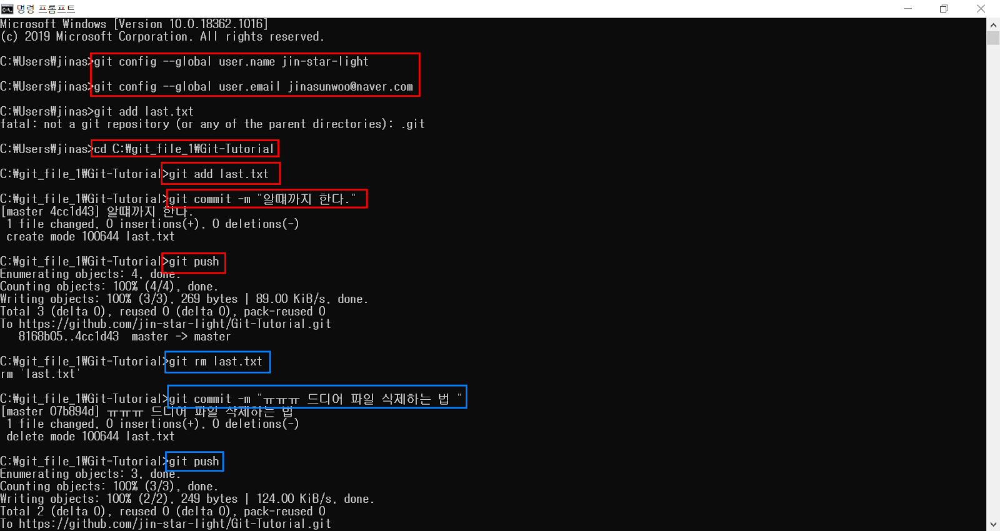 명령 프롬프트
Microsoft Windows [Version 10.0.18362.1016]
(c) 2019 Microsoft Corporation. All rights reserved.
C:\Users\jinas>git config --global user.name jin-star-light
C:\Users\jinas>git config --global user.email jinasunwoo@naver.com
C:\Users\jinas>git add last.txt
fatal: not a git repository (or any of the parent directories): .git
C:\Users\jinas>cd C:\git_file_1\Git-Tutorial
C:\git_file_1\Git-Tutorial>git add last.txt
C:\git_file_1\Git-Tutorial>git commit -m "알떄까지 한다."
[master 4cc1d43] 알떄까지 한다.
1 file changed, 0 insertions(+), 0 deletions(-)
create mode 100644 last.txt
C:\git_file_1\Git-Tutorial>git push
Enumerating objects: 4, done.
Counting objects: 100% (4/4), done.
Writing objects: 100% (3/3), 269 bytes | 89.00 KiB/s, done.
Total 3 (delta 0), reused 0 (delta 0), pack-reused 0
To https://github.com/jin-star-light/Git-Tutorial.git
8168b05..4cc1d43  master -> master
C:\git_file_1\Git-Tutorial>git rm last.txt
rm 'last.txt'
C:\git_file_1\Git-Tutorial>git commit -m "ㅠㅠㅠ 드디어 파일 삭제하는 법 "
[master 07b894d] ㅠㅠㅠ 드디어 파일 삭제하는 법
1 file changed, 0 insertions(+), 0 deletions(-)
delete mode 100644 last.txt
C:\git_file_1\Git-Tutorial>git push
Enumerating objects: 3, done.
Counting objects: 100% (3/3), done.
Writing objects: 100% (2/2), 249 bytes | 124.00 KiB/s, done.
Total 2 (delta 0), reused 0 (delta 0), pack-reused 0
To https://github.com/jin-star-light/Git-Tutorial.git